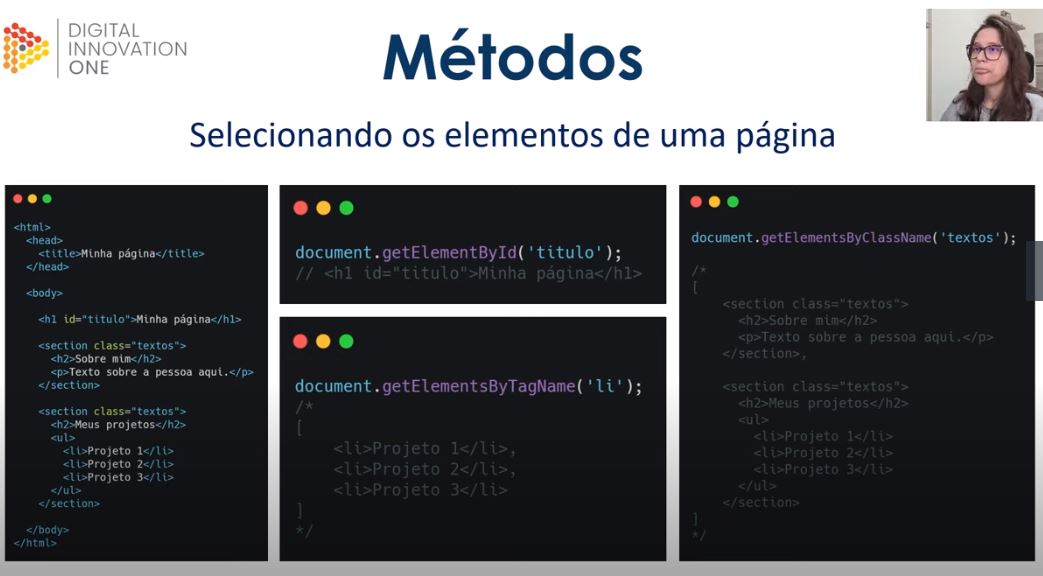 DIGITAL
INNOVATION
ONE
Métodos
Selecionando os elementos de uma página
<html>
<head>
<title>Minha página</title>
</head>
<body>
<h1 id="titulo">Minha página</h1>
<section class="textos">
<h2>Sobre mim</h2>
<p>Texto sobre a pessoa aqui.</p>
</section>
<section class="textos">
<h2>Meus projetos</h2>
<ul>
<li>Projeto 1</li>
<li>Projeto 2</li>
<li>Projeto 3</li>
</ul>
</section>
</body>
</html>
document.getElementById('titulo');
// <h1 id="titulo">Minha página</h1>
document.getElementsByTagName('li');
/*
[
<li>Projeto 1</li>,
<li>Projeto 2</li>,
<li>Projeto 3</li>
]
*/
document.getElementsByClassName('textos');
/*
[
<section class="textos">
<h2>Sobre mim</h2>
<p>Texto sobre a pessoa aqui.</p>
</section>,
<section class="textos">
<h2>Meus projetos</h2>
<ul>
<li>Projeto 1</li>
<li>Projeto 2</li>
<li>Projeto 3</li>
</ul>
</section>
]
*/